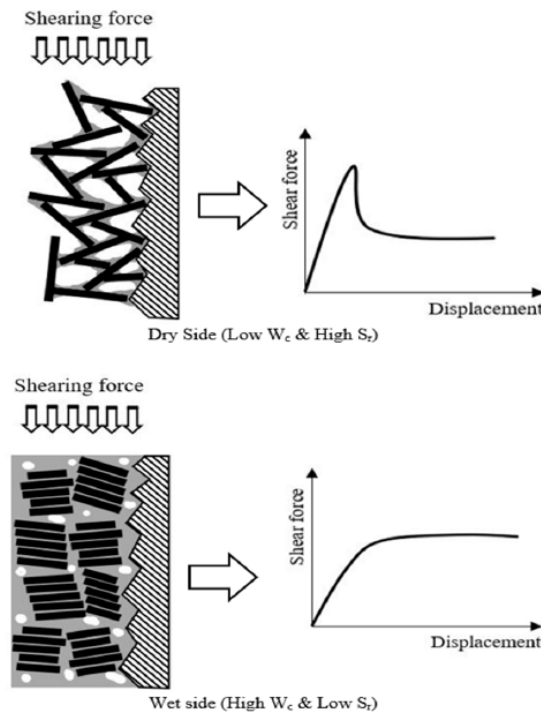 Shearing force
Shear force
Displacement
Dry Side (Low Wc & High Sr)
Shearing force
Shear force
Displacement
Wet side (High Wc & Low Sr)